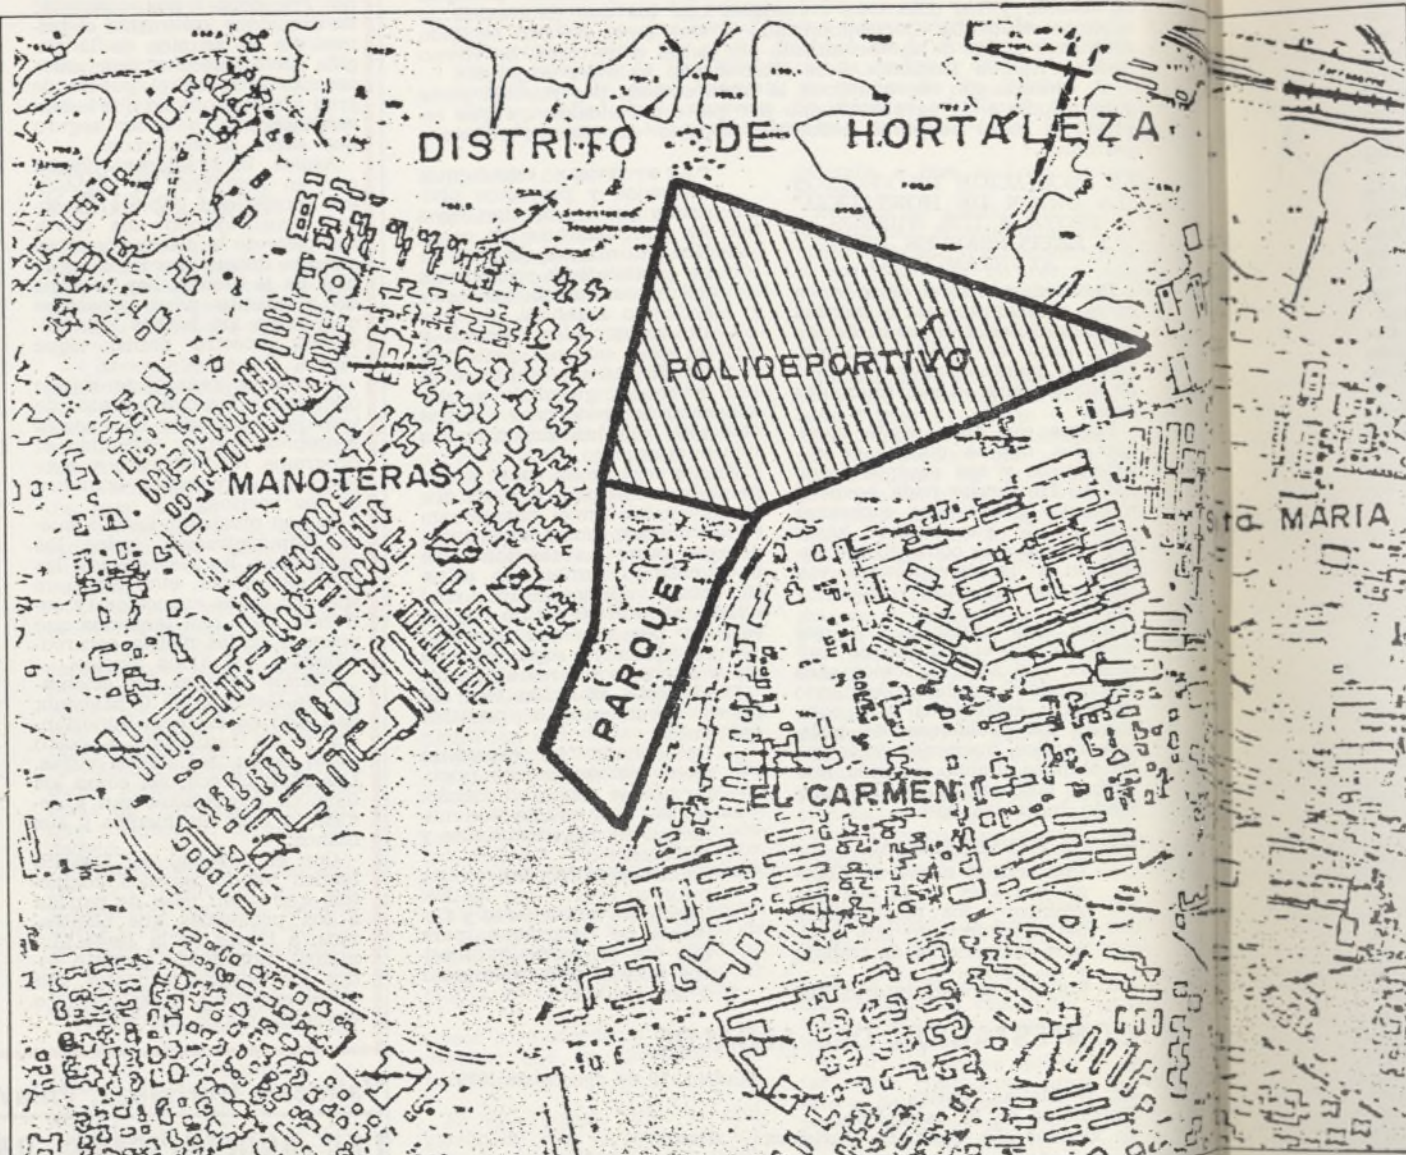 DISTRITO DE HORTALEZA
POLIDEPORTIVO
MANOTERAS
Sta MARIA
PARQUE
EL CARMEN